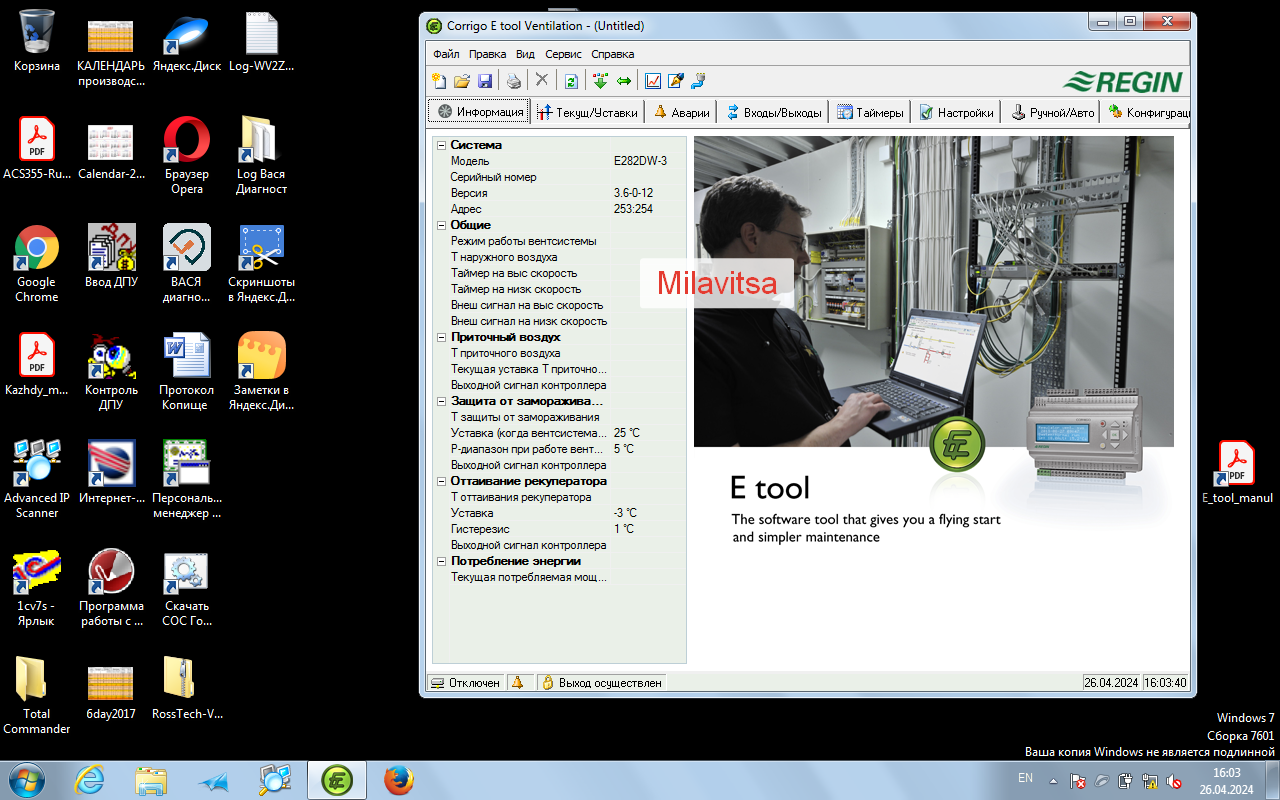 Корзина
КАЛЕНДАРЬ
производс...
Яндекс.Диск
Log-WV2Z...
ACS355-Ru...
Calendar-2...
Браузер
Opera
Log Вася
Диагност
Google
Chrome
Ввод ДПУ
ВАСЯ
диагно...
Скриншоты
в Яндекс.Д...
Kazhdy_m...
Контроль
ДПУ
Протокол
Копище
Заметки в
Яндекс.Ди...
Advanced IP
Scanner
Интернет-...
Персональ...
менеджер ...
1cv7s -
Ярлык
Программа
работы с ...
Скачать
СОС Го...
Total
Commander
6day2017
RossTech-V...
Corrigo E tool Ventilation - (Untitled)
Файл Правка Вид Сервис Справка
REGIN
Информация Текущ/Уставки Аварии Входы/Выходы Таймеры Настройки Ручной/Авто Конфигурац
Система
Модель E282DW-3
Серийный номер
Версия 3.6-0-12
Адрес 253:254
Общие
Режим работы вентсистемы
Т наружного воздуха
Таймер на выс скорость
Таймер на низк скорость
Внеш сигнал на выс скорость
Внеш сигнал на низк скорость
Приточный воздух
Т приточного воздуха
Текущая уставка Т приточно...
Выходной сигнал контроллера
Защита от заморажива...
Т защиты от замораживания
Уставка (когда вентсистема... 25 °C
P-диапазон при работе вент... 5 °C
Выходной сигнал контроллера
Оттаивание рекуператора
Т оттаивания рекуператора
Уставка -3 °C
Гистерезис 1 °C
Выходной сигнал контроллера
Потребление энергии
Текущая потребляемая мощ...
Milavitsa
E tool
The software tool that gives you a flying start
and simpler maintenance
Отключен Выход осуществлен 26.04.2024 16:03:40
E_tool_manul
Windows 7
Сборка 7601
Ваша копия Windows не является подлинной
EN
16:03
26.04.2024